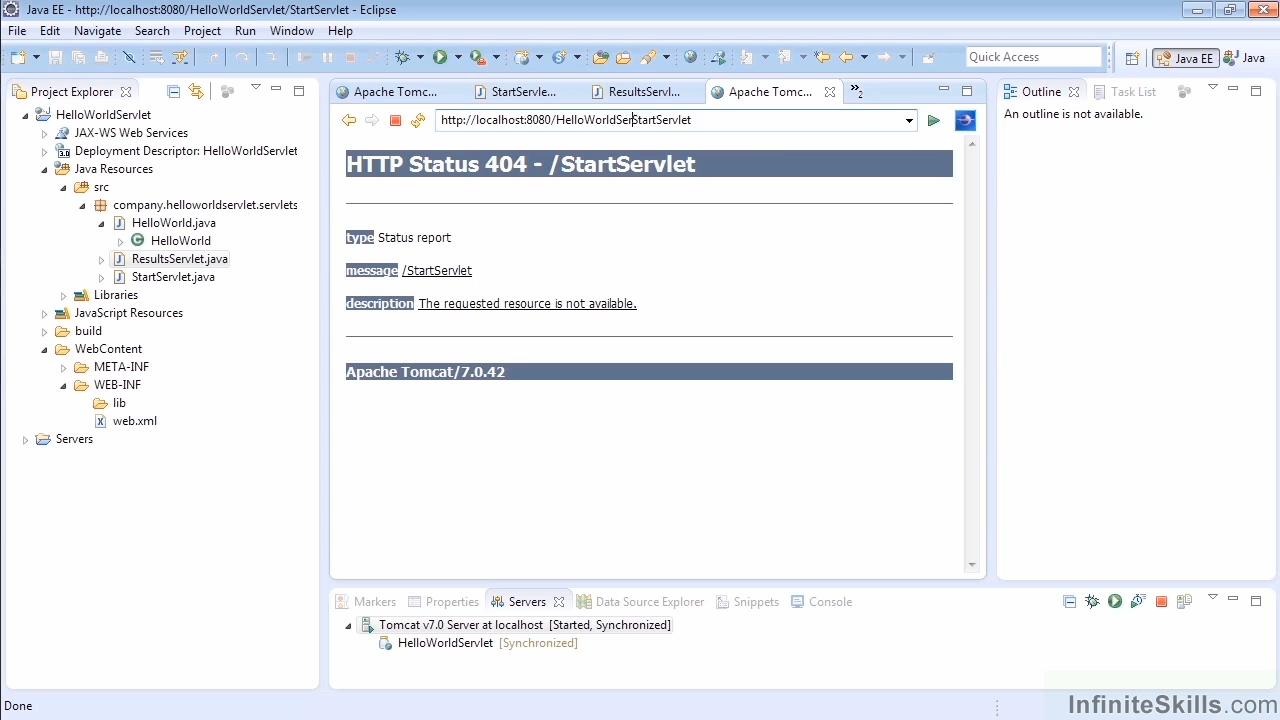 Java EE - http://localhost:8080/HelloWorldServlet/StartServlet - Eclipse
File Edit Navigate Search Project Run Window Help
Quick Access
Java EE
Java
Project Explorer
HelloWorldServlet
JAX-WS Web Services
Deployment Descriptor: HelloWorldServlet
Java Resources
src
company.helloworldservlet.servlets
HelloWorld.java
HelloWorld
ResultsServlet.java
StartServlet.java
Libraries
JavaScript Resources
build
WebContent
META-INF
WEB-INF
lib
web.xml
Servers
Apache Tomc... StartServle... ResultsServl... Apache Tomc... »2
http://localhost:8080/HelloWorldSerStartServlet
HTTP Status 404 - /StartServlet
type Status report
message /StartServlet
description The requested resource is not available.
Apache Tomcat/7.0.42
Outline Task List
An outline is not available.
Markers Properties Servers Data Source Explorer Snippets Console
Tomcat v7.0 Server at localhost [Started, Synchronized]
HelloWorldServlet [Synchronized]
Done
InfiniteSkills.com